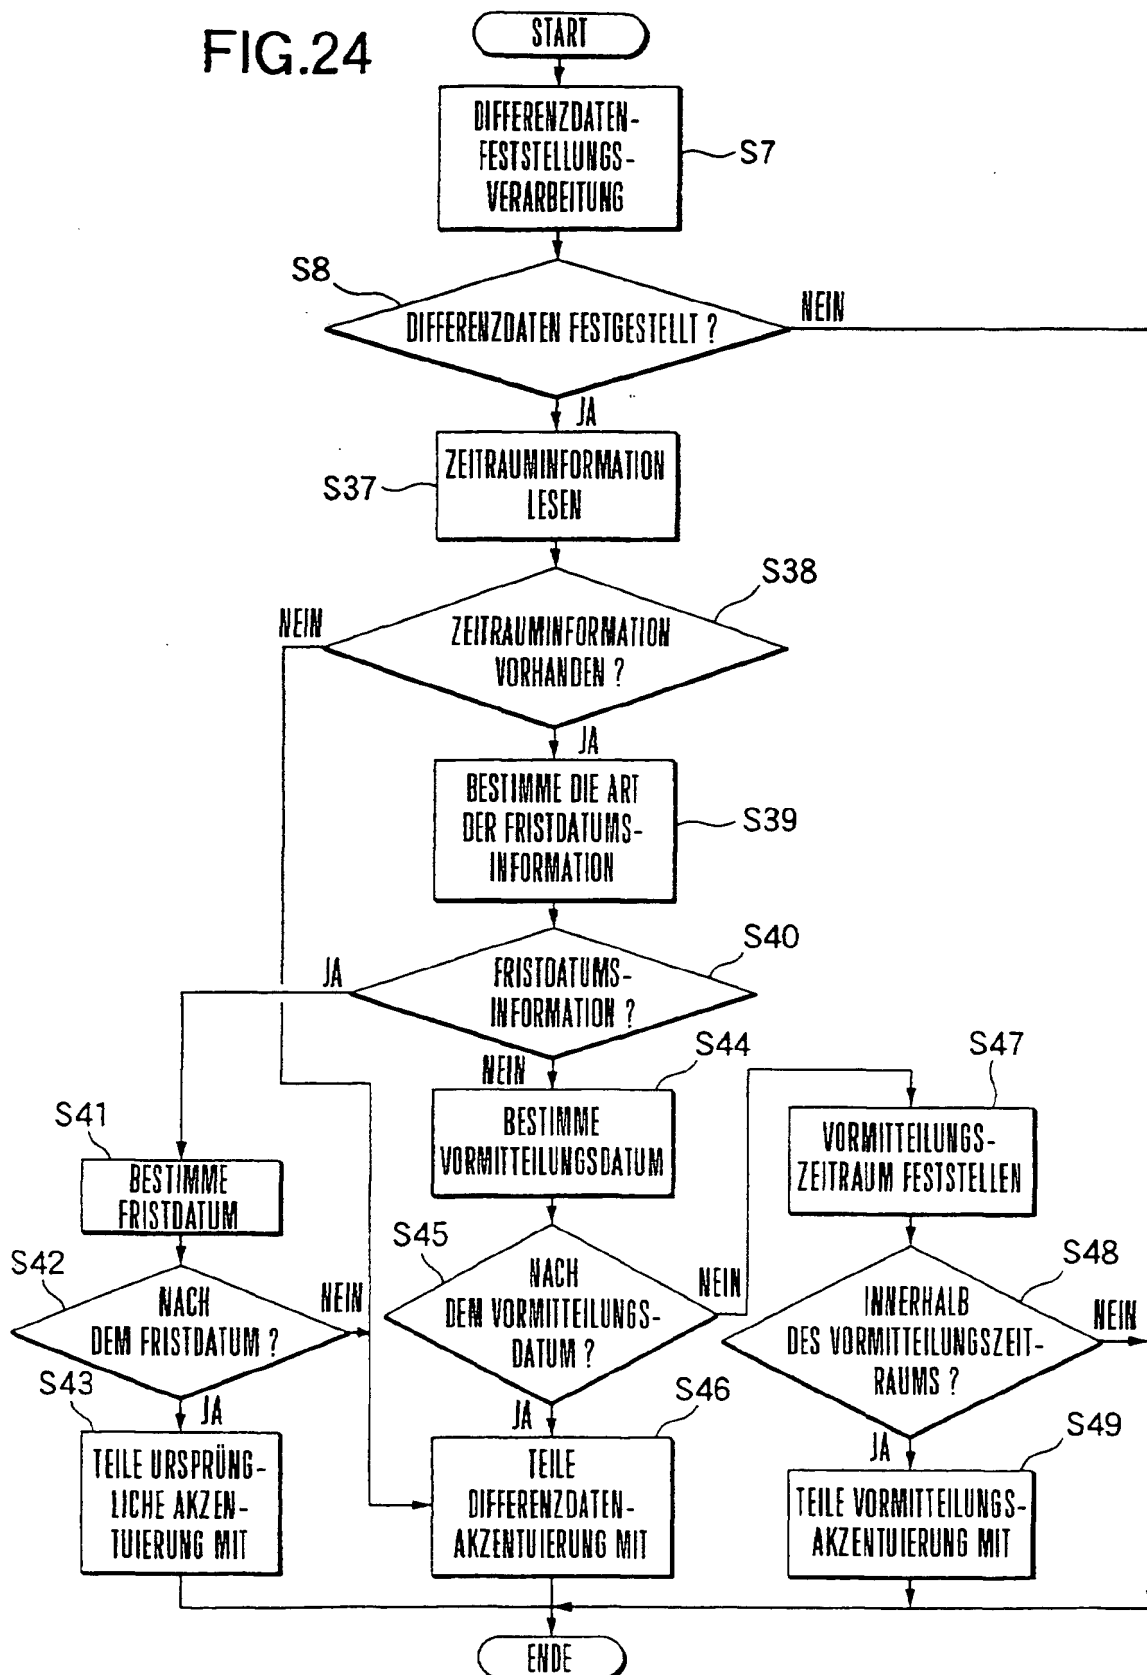 FIG.24
START
DIFFERENZDATEN-
FESTSTELLUNGS-
VERARBEITUNG
S7
S8
DIFFERENZDATEN FESTGESTELLT ?
NEIN
JA
S37
ZEITRAUMINFORMATION
LESEN
S38
NEIN
ZEITRAUMINFORMATION
VORHANDEN ?
JA
BESTIMME DIE ART
DER FRISTDATUMS-
INFORMATION
S39
S40
JA
FRISTDATUMS-
INFORMATION ?
NEIN
S44
S47
S41
BESTIMME
VORMITTEILUNGSDATUM
VORMITTEILUNGS-
ZEITRAUM FESTSTELLEN
BESTIMME
FRISTDATUM
S42
S45
S48
NACH
DEM FRISTDATUM ?
NEIN
NACH
DEM VORMITTEILUNGS-
DATUM ?
NEIN
INNERHALB
DES VORMITTEILUNGSZEIT-
RAUMS ?
NEIN
S43
JA
JA
S46
JA
S49
TEILE URSPRÜNG-
LICHE AKZEN-
TUIERUNG MIT
TEILE
DIFFERENZDATEN-
AKZENTUIERUNG MIT
TEILE VORMITTEILUNGS-
AKZENTUIERUNG MIT
ENDE